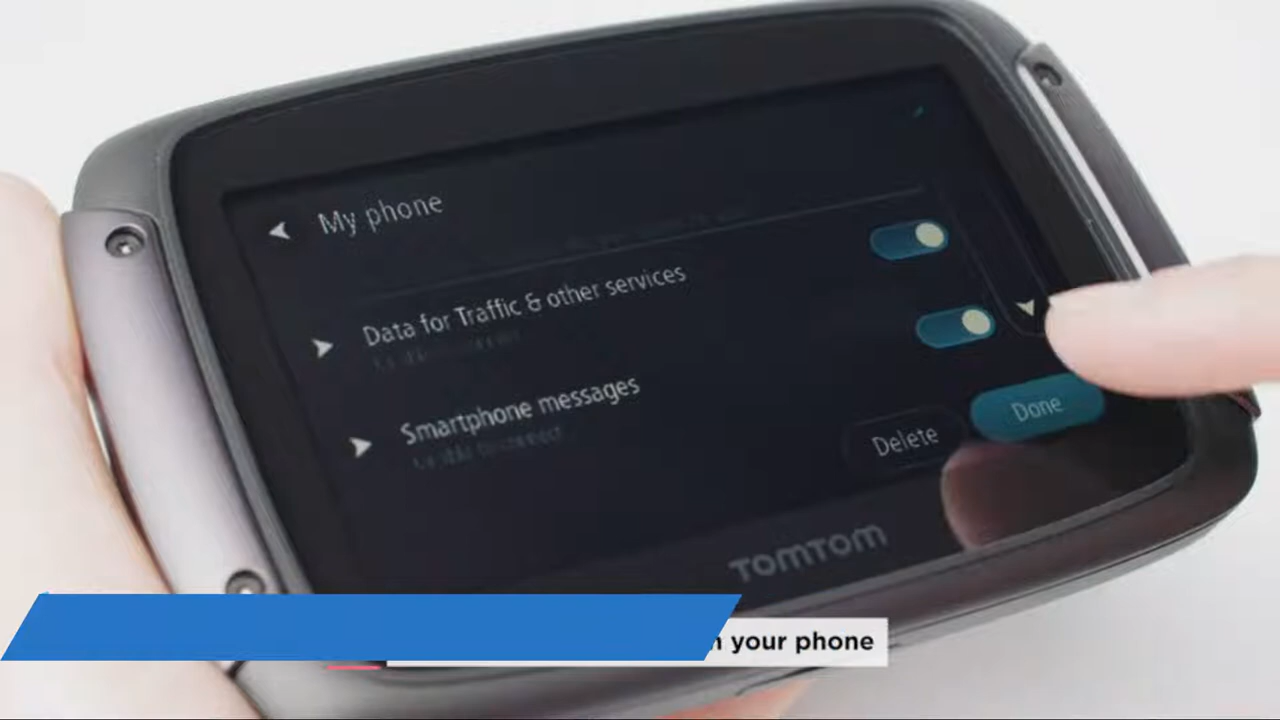 My phone
Data for Traffic & other services
Smartphone messages
Delete
Done
TOMTOM
your phone